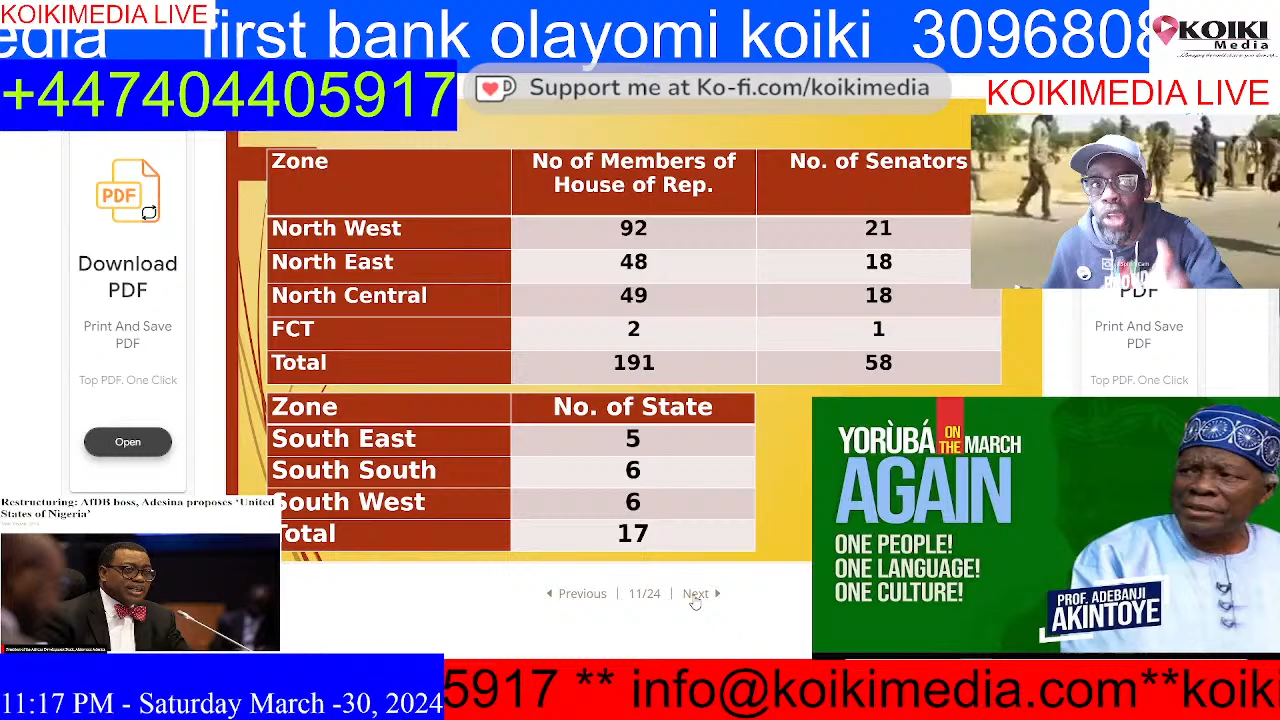 KOIKIMEDIA LIVE
edia first bank olayomi koiki 3096808
KOIKI
Media
+447404405917
Support me at Ko-fi.com/koikimedia
KOIKIMEDIA LIVE
PDF
Download
PDF
Print And Save
PDF
Top PDF. One Click
Open
Zone No of Members of House of Rep. No. of Senators
North West 92 21
North East 48 18
North Central 49 18
FCT 2 1
Total 191 58
Zone No. of State
South East 5
South South 6
South West 6
Total 17
Previous 11/24 Next
PDF
Print And Save
PDF
Top PDF. One Click
YORÙBÁ ON THE MARCH
AGAIN
ONE PEOPLE!
ONE LANGUAGE!
ONE CULTURE!
PROF. ADEBANJI
AKINTOYE
Restructuring: AfDB boss, Adesina proposes ‘United
States of Nigeria’
11:17 PM - Saturday March -30, 2024
5917 ** info@koikimedia.com**koik